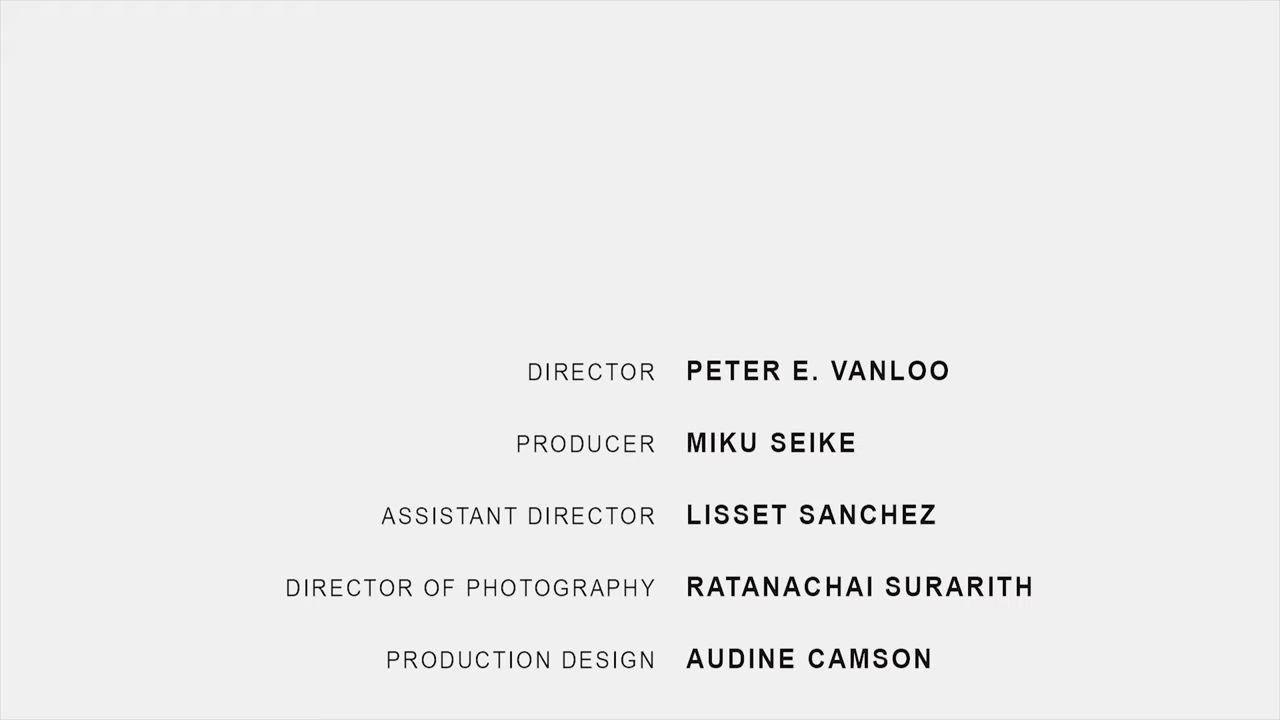 DIRECTOR PETER E. VANLOO
PRODUCER MIKU SEIKE
ASSISTANT DIRECTOR LISSET SANCHEZ
DIRECTOR OF PHOTOGRAPHY RATANACHAI SURARITH
PRODUCTION DESIGN AUDINE CAMSON